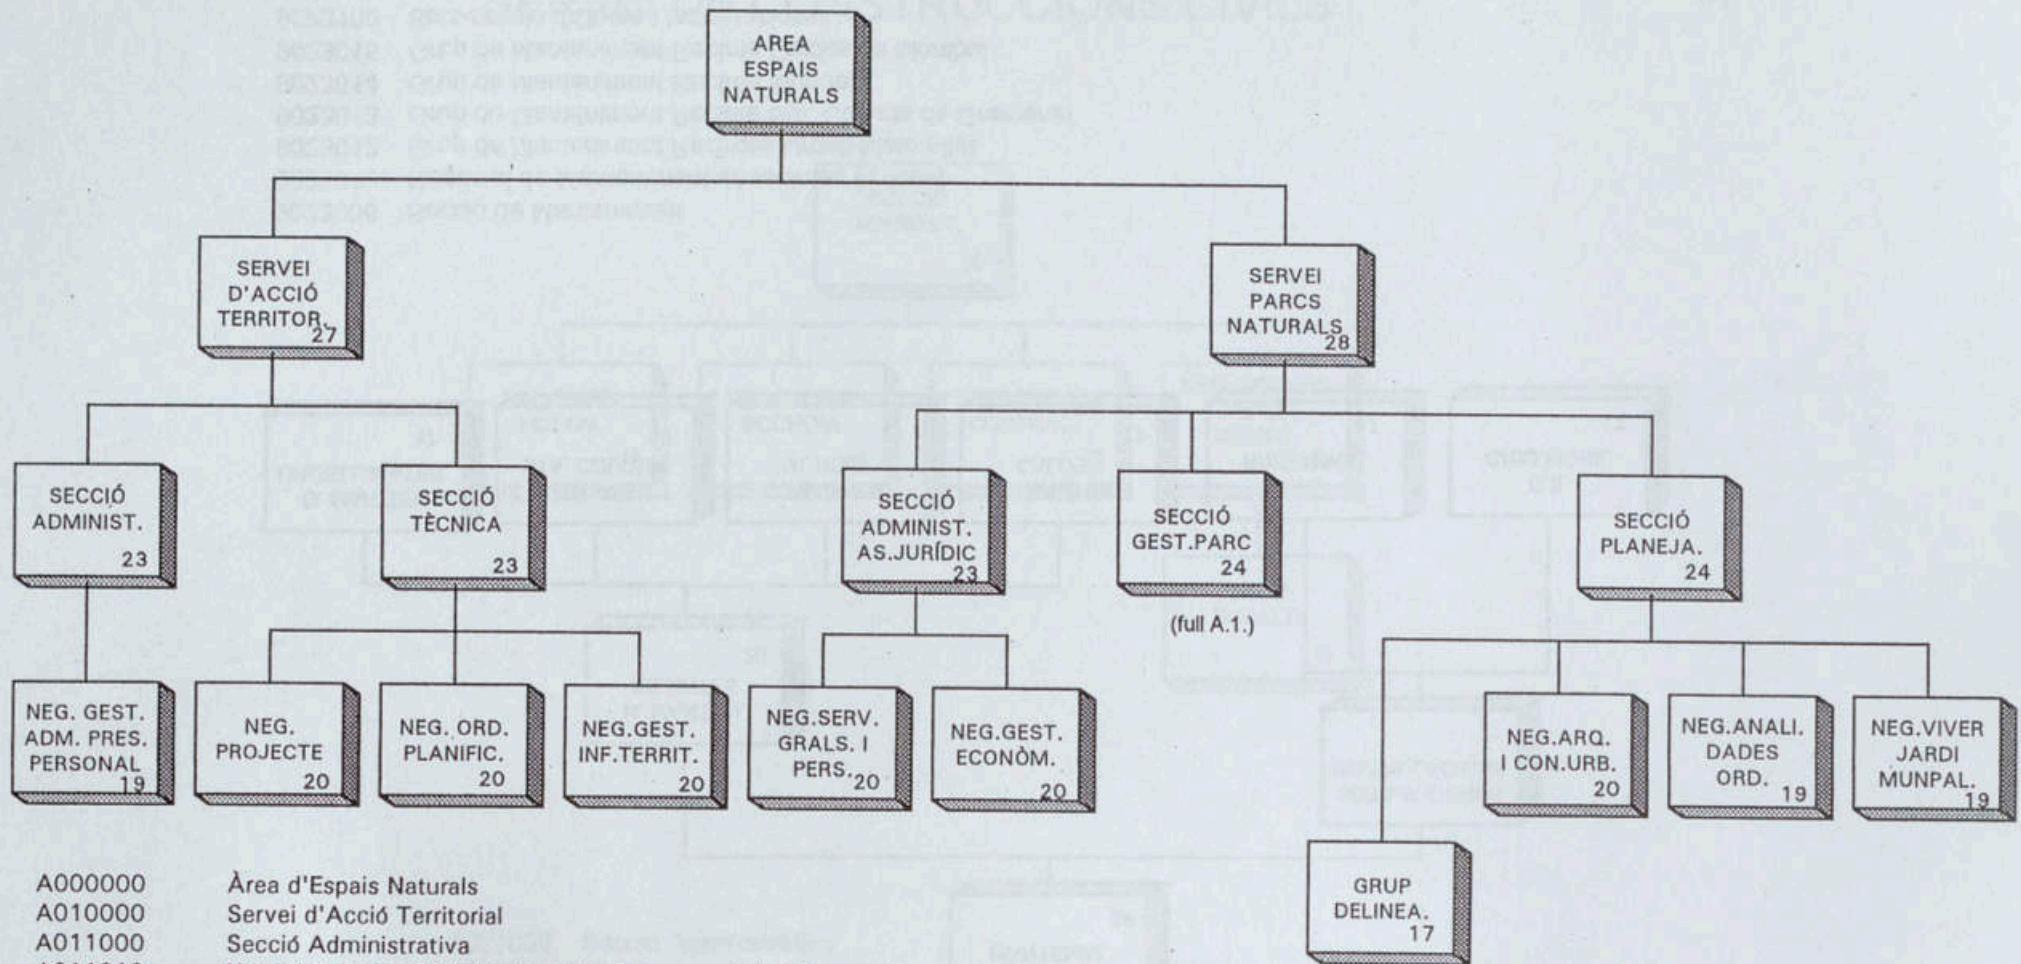 AREA
ESPAIS
NATURALS
SERVEI
D'ACCIÓ
TERRITOR.
27
SERVEI
PARCS
NATURALS
28
SECCIÓ
ADMINIST.
23
SECCIÓ
TÈCNICA
23
SECCIÓ
ADMINIST.
AS.JURÍDIC
23
SECCIÓ
GEST.PARC
24
(full A.1.)
SECCIÓ
PLANEJA.
24
NEG. GEST.
ADM. PRES.
PERSONAL
19
NEG.
PROJECTE
20
NEG. ORD.
PLANIFIC.
20
NEG.GEST.
INF.TERRIT.
20
NEG.SERV.
GRALS. I
PERS.
20
NEG.GEST.
ECONÒM.
20
NEG.ARQ.
I CON.URB.
20
NEG.ANALI.
DADES
ORD.
19
NEG.VIVER
JARDI
MUNPAL.
19
GRUP
DELINEA.
17
A000000 Àrea d'Espais Naturals
A010000 Servei d'Acció Territorial
A011000 Secció Administrativa